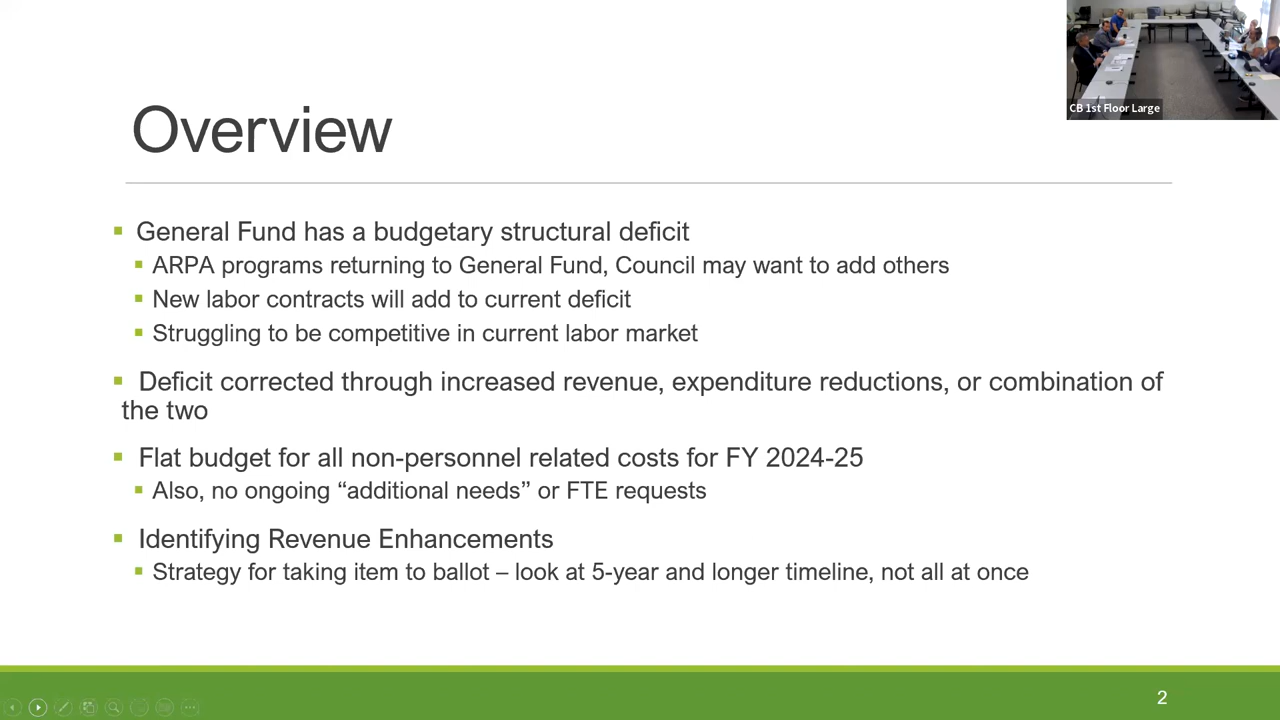 CB 1st Floor Large
Overview
General Fund has a budgetary structural deficit
ARPA programs returning to General Fund, Council may want to add others
New labor contracts will add to current deficit
Struggling to be competitive in current labor market
Deficit corrected through increased revenue, expenditure reductions, or combination of
the two
Flat budget for all non-personnel related costs for FY 2024-25
Also, no ongoing “additional needs” or FTE requests
Identifying Revenue Enhancements
Strategy for taking item to ballot – look at 5-year and longer timeline, not all at once
2